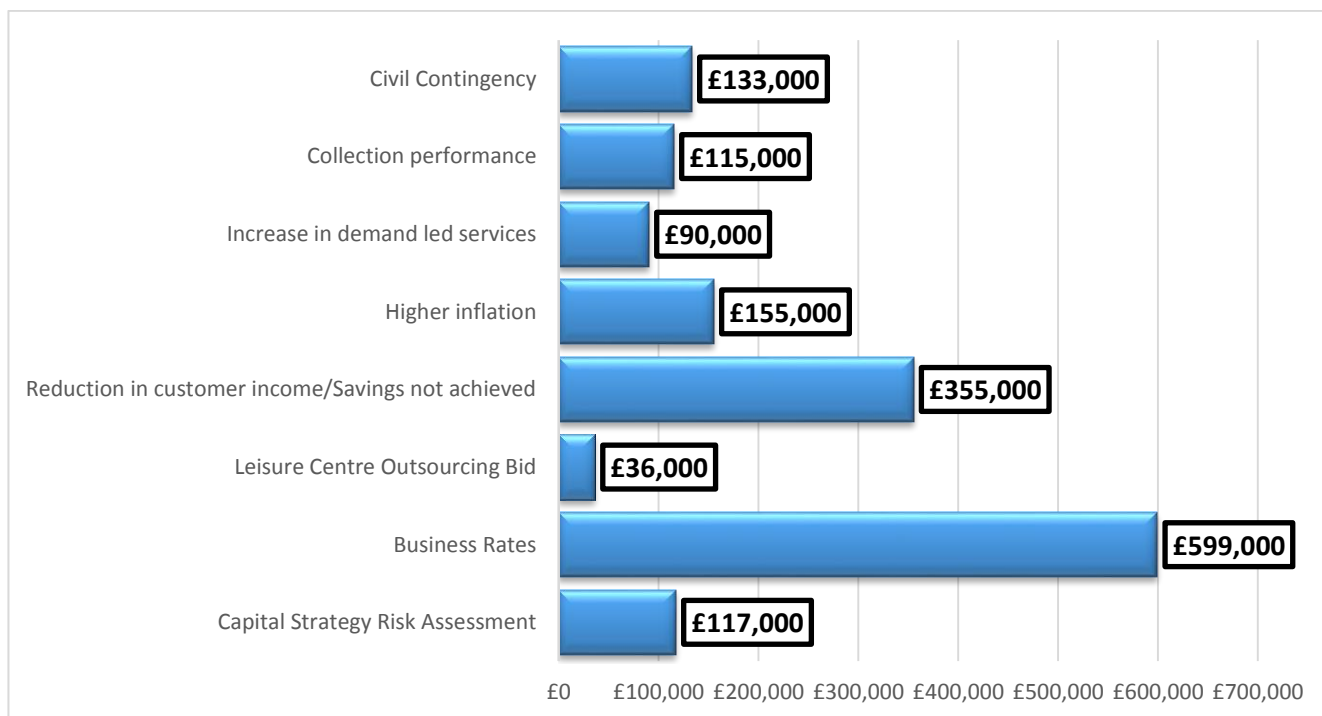 Civil Contingency £133,000
Collection performance £115,000
Increase in demand led services £90,000
Higher inflation £155,000
Reduction in customer income/Savings not achieved £355,000
Leisure Centre Outsourcing Bid £36,000
Business Rates £599,000
Capital Strategy Risk Assessment £117,000
£0 £100,000 £200,000 £300,000 £400,000 £500,000 £600,000 £700,000